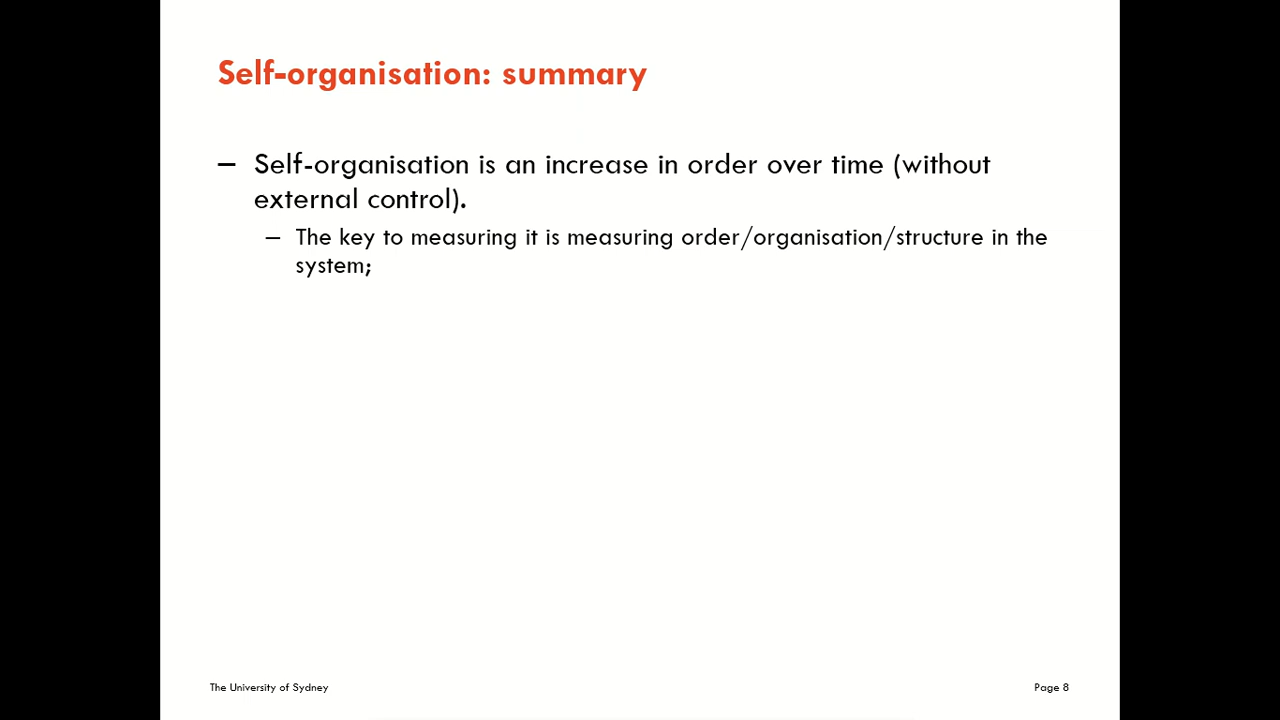 Self-organisation: summary
– Self-organisation is an increase in order over time (without
external control).
– The key to measuring it is measuring order/organisation/structure in the
system;
The University of Sydney
Page 8